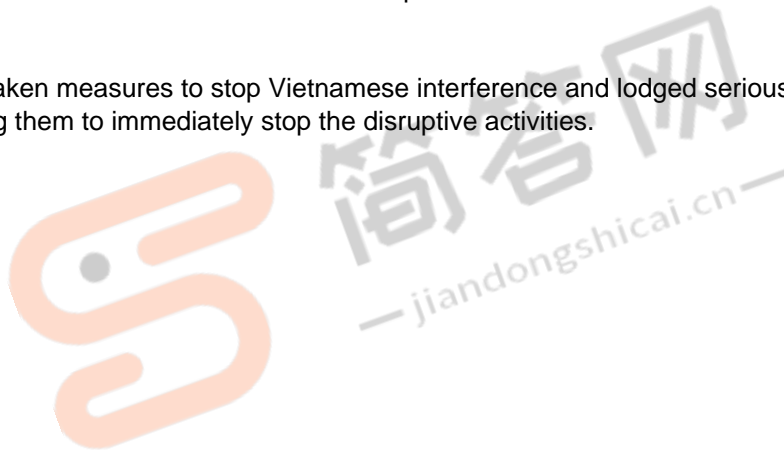 measures to stop Vietnamese interference and lodged serious
them to immediately stop the disruptive activities.
简答网
jiandongshicai.cn